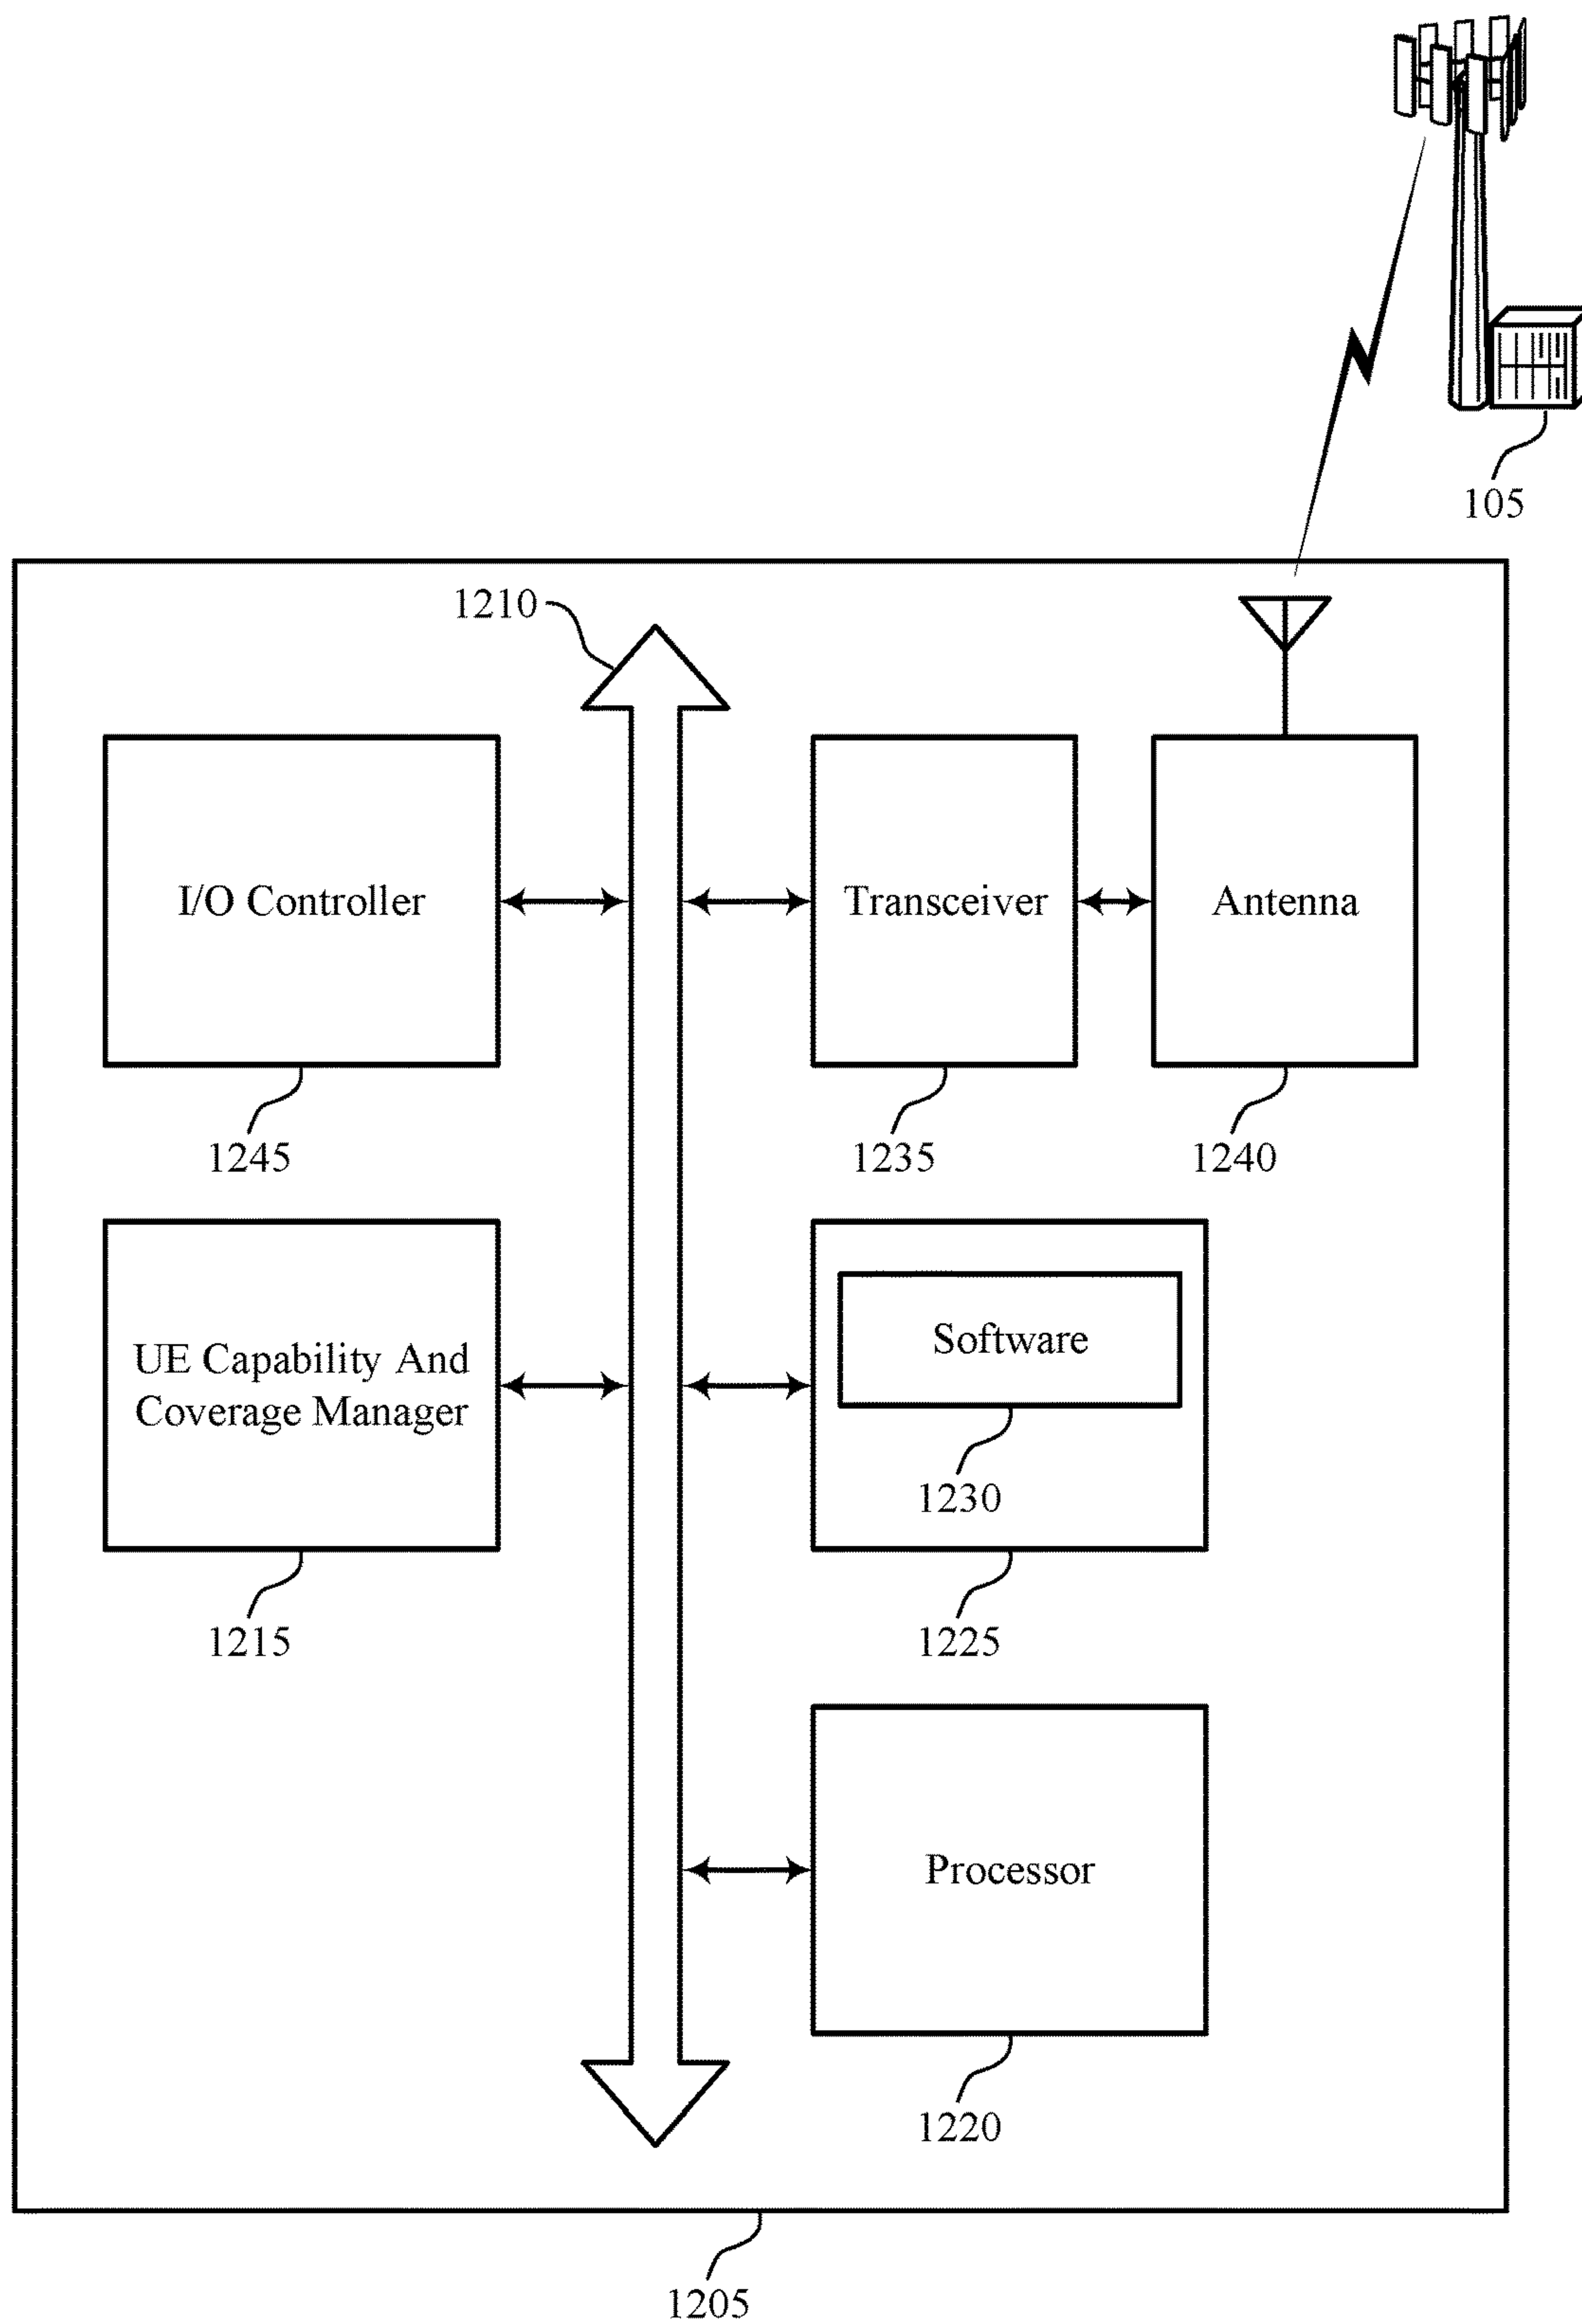 105
1210
I/O Controller
Transceiver
Antenna
1245
1235
1240
UE Capability And
Coverage Manager
Software
1230
1215
1225
Processor
1220
1205